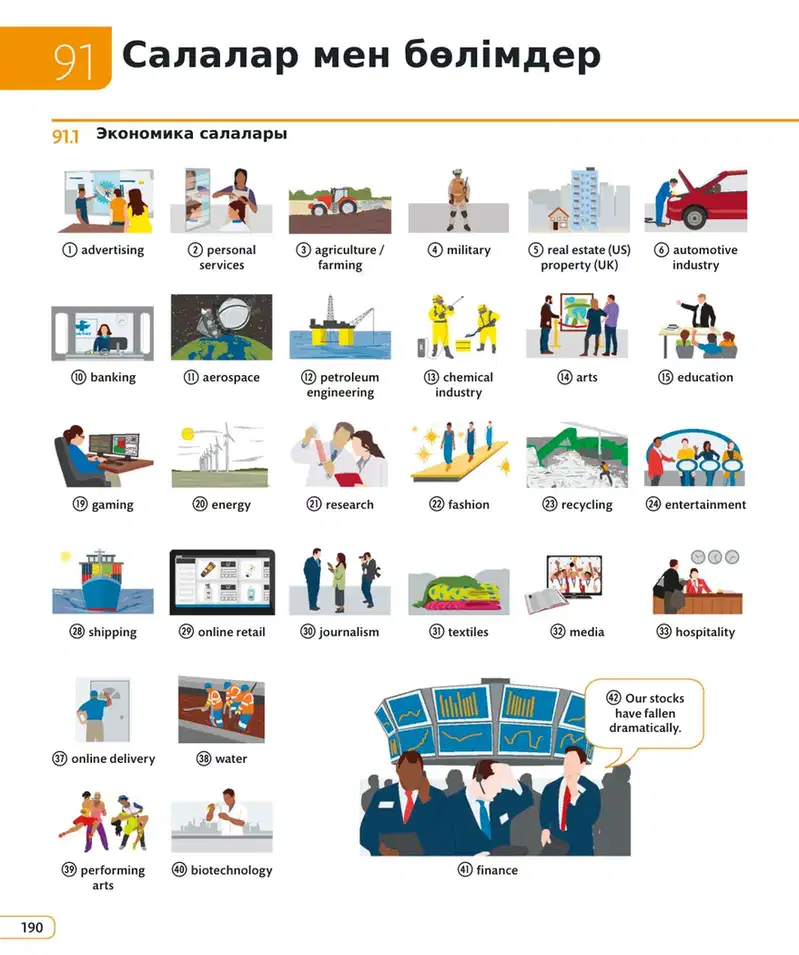 91
Салалар мен бөлімдер
91.1 Экономика салалары
① advertising
② personal
services
③ agriculture /
farming
④ military
⑤ real estate (US)
property (UK)
⑥ automotive
industry
⑩ banking
⑪ aerospace
⑫ petroleum
engineering
⑬ chemical
industry
⑭ arts
⑮ education
⑲ gaming
⑳ energy
㉑ research
㉒ fashion
㉓ recycling
㉔ entertainment
㉘ shipping
㉙ online retail
㉚ journalism
㉛ textiles
㉜ media
㉝ hospitality
㊲ online delivery
㊳ water
㊷ Our stocks
have fallen
dramatically.
㊴ performing
arts
㊵ biotechnology
㊶ finance
190